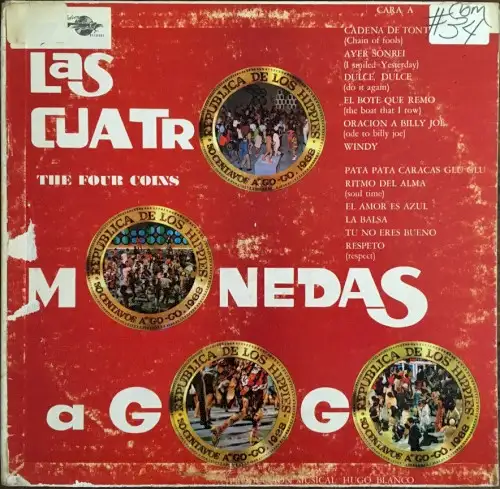 CARA A
Las
CUATR
THE FOUR COINS
M NEDAS
a G G
CADENA DE TONT
(Chain of fools)
AYER SONREI
(I smiled Yesterday)
DULCE, DULCE
(do it again)
EL BOTE QUE REMO
(the boat that I tow)
ORACION A BILLY JOE
(ode to billy joe)
WINDY
PATA PATA CARACAS GLU GLU
RITMO DEL ALMA
(soul time)
EL AMOR ES AZUL
LA BALSA
TU NO ERES BUENO
RESPETO
(respect)
REPUBLICA DE LOS HIPPIES
50 CENTAVOS A GO-GO. 1968
REPUBLICA DE LOS HIPPIES
50 CENTAVOS A GO-GO. 1968
REPUBLICA DE LOS HIPPIES
50 CENTAVOS A GO-GO. 1968
REPUBLICA DE LOS HIPPIES
50 CENTAVOS A GO-GO. 1968
MUSICAL HUGO BLANCO